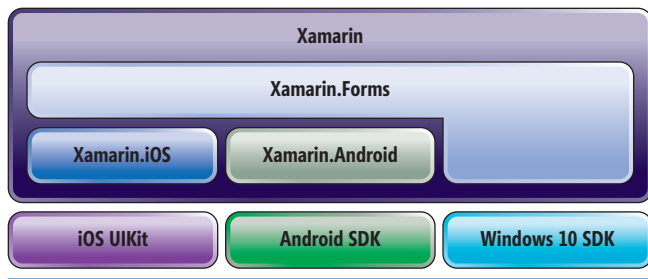 Xamarin
Xamarin.Forms
Xamarin.iOS
Xamarin.Android
iOS UIKit
Android SDK
Windows 10 SDK